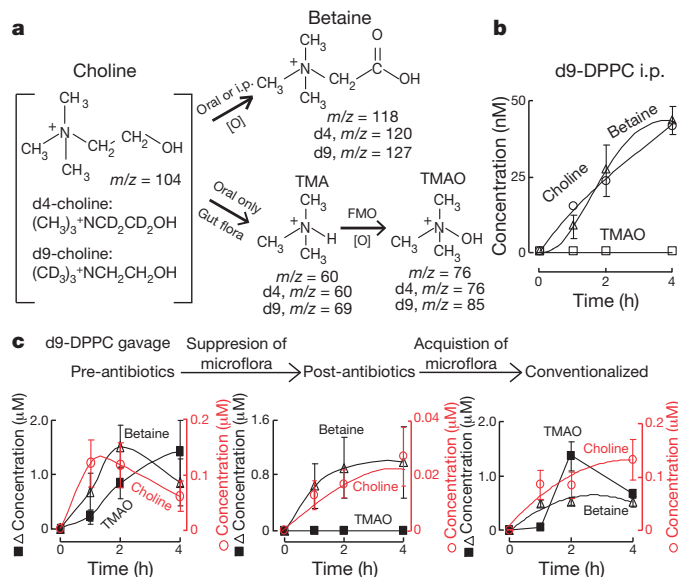 a
Choline
CH3
+
N
CH3
CH3
CH2
CH2
OH
m/z = 104
d4-choline:
(CH3)3+NCD2CD2OH
d9-choline:
(CD3)3+NCH2CH2OH
Oral or i.p.
[O]
Oral only
Gut flora
Betaine
CH3
+
N
CH3
CH3
CH2
C
O
OH
m/z = 118
d4, m/z = 120
d9, m/z = 127
TMA
CH3
+
N
H
CH3
CH3
m/z = 60
d4, m/z = 60
d9, m/z = 69
FMO
[O]
TMAO
CH3
+
N
OH
CH3
CH3
m/z = 76
d4, m/z = 76
d9, m/z = 85
b
d9-DPPC i.p.
Concentration (nM)
50
25
0
Betaine
Choline
TMAO
0 2 4
Time (h)
c
d9-DPPC gavage
Suppresion of
microflora
Acquistion of
microflora
Pre-antibiotics
Post-antibiotics
Conventionalized
Concentration (µM)
2.0
1.0
0
Betaine
Choline
TMAO
0.2
0.1
0
Concentration (µM)
0 2 4
Time (h)
Concentration (µM)
1.6
0.8
0
Betaine
Choline
TMAO
0.04
0.02
0
Concentration (µM)
0 2 4
Time (h)
Concentration (µM)
2.0
1.0
0
TMAO
Choline
Betaine
0.2
0.1
0
Concentration (µM)
0 2 4
Time (h)